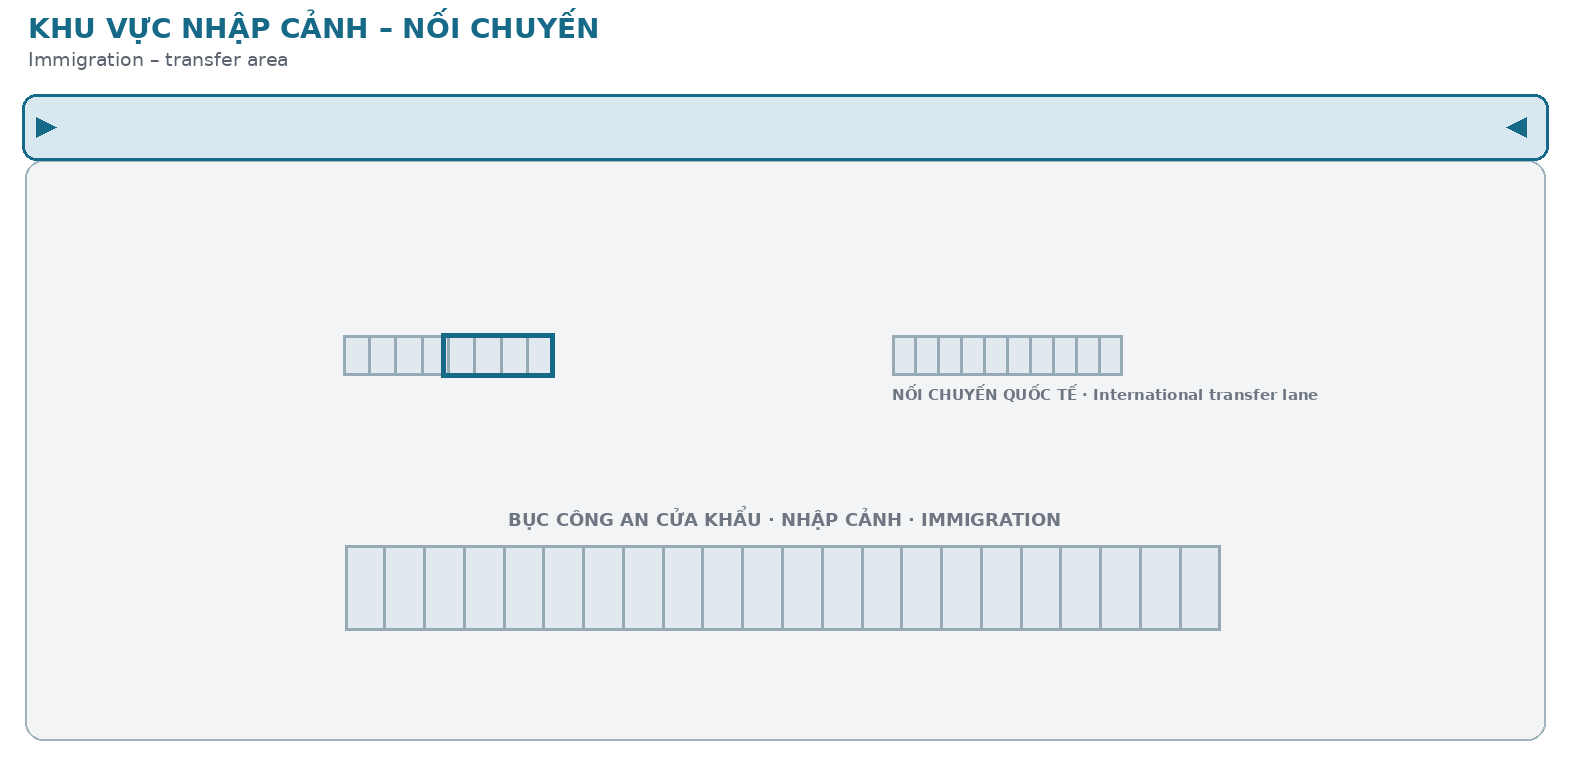 KHU VỰC NHẬP CẢNH – NỐI CHUYẾN
Immigration – transfer area
NỐI CHUYẾN QUỐC TẾ · International transfer lane
BỤC CÔNG AN CỬA KHẨU · NHẬP CẢNH · IMMIGRATION